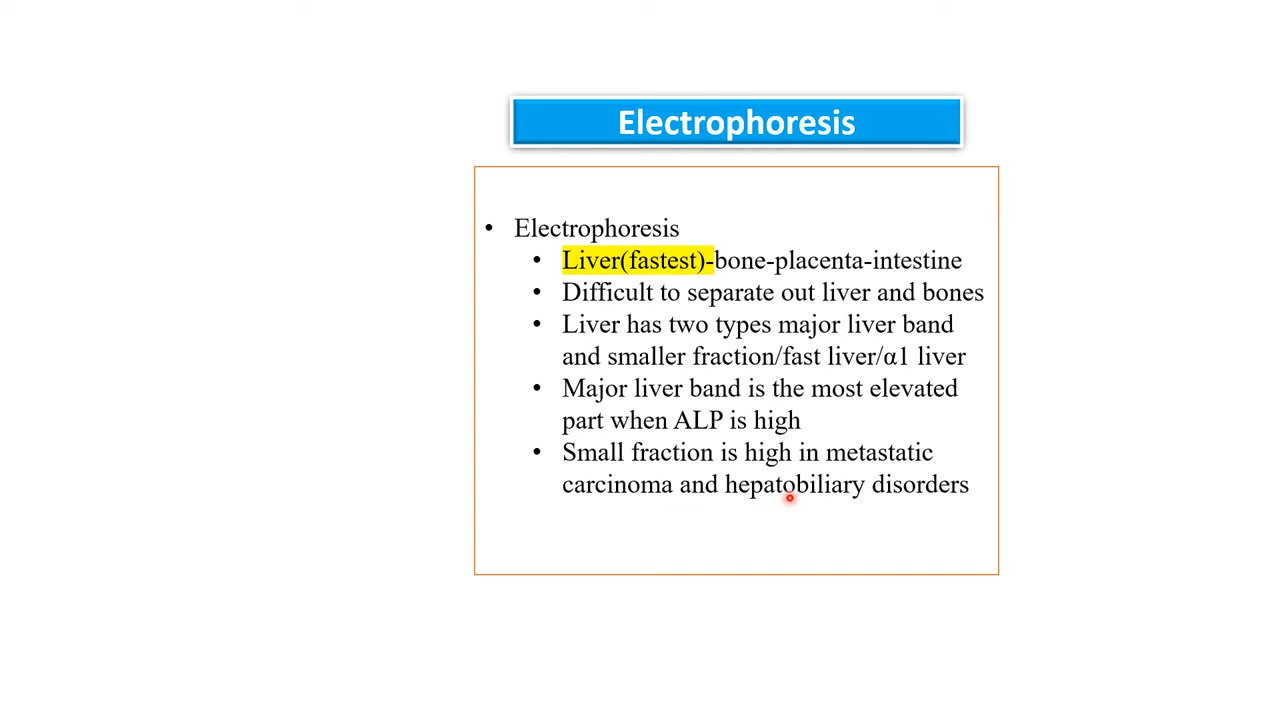 Electrophoresis
• Electrophoresis
• Liver(fastest)-bone-placenta-intestine
• Difficult to separate out liver and bones
• Liver has two types major liver band
and smaller fraction/fast liver/α1 liver
• Major liver band is the most elevated
part when ALP is high
• Small fraction is high in metastatic
carcinoma and hepatobiliary disorders